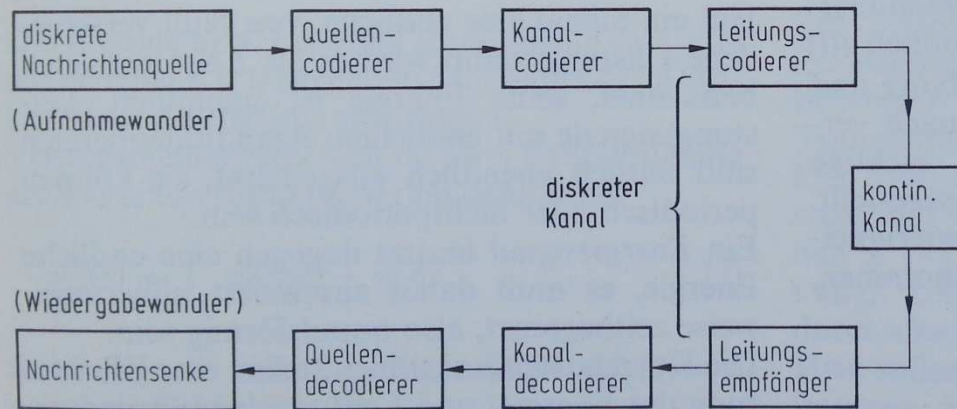 diskrete
Nachrichtenquelle
Quellen-
codierer
Kanal-
codierer
Leitungs-
codierer
(Aufnahmewandler)
diskreter
Kanal
kontin.
Kanal
(Wiedergabewandler)
Nachrichtensenke
Quellen-
decodierer
Kanal-
decodierer
Leitungs-
empfänger